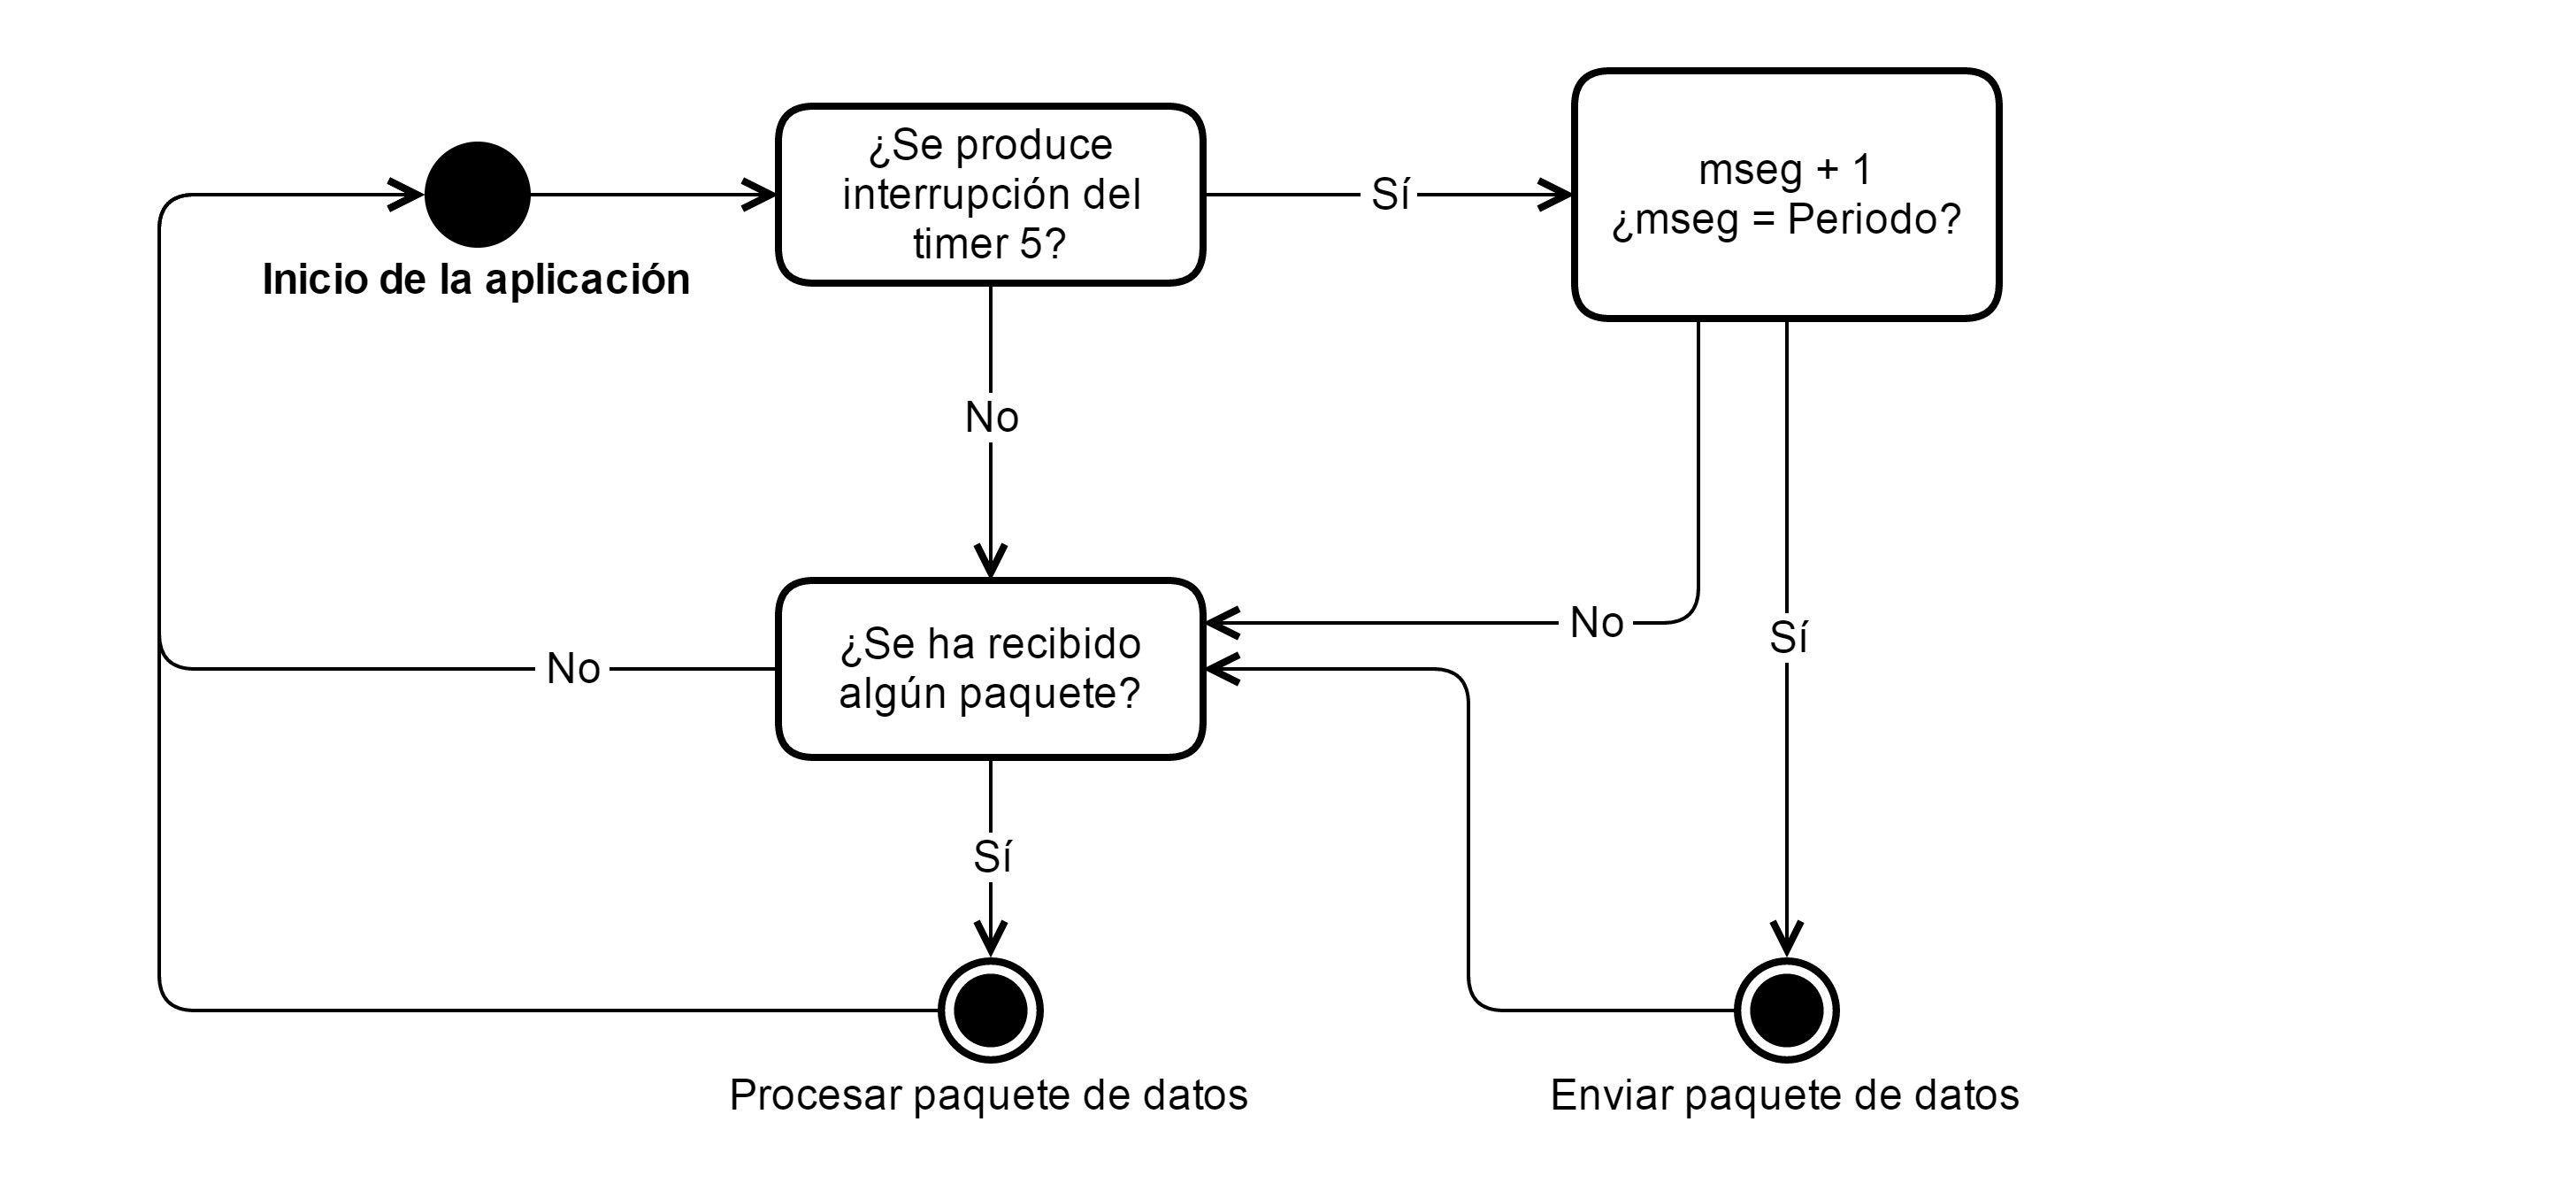 Inicio de la aplicación
¿Se produce
interrupción del
timer 5?
Sí
mseg + 1
¿mseg = Periodo?
No
No
Sí
No
¿Se ha recibido
algún paquete?
Sí
Procesar paquete de datos
Enviar paquete de datos